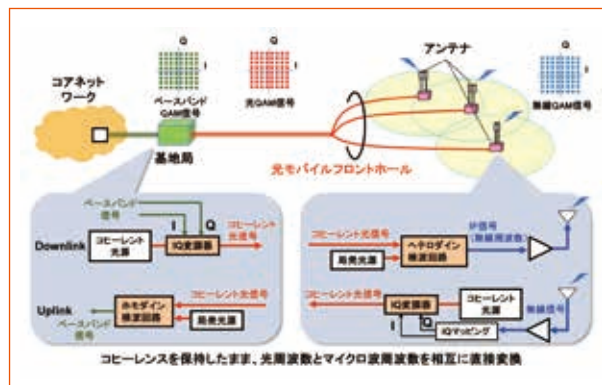 Q
I
Q
I
アンテナ
Q
I
コアネット
ワーク
ベースバンド
QAM信号
光QAM信号
無線QAM信号
基地局
光モバイルフロントホール
ベースバンド
信号
I
Q
コヒーレント
光信号
Downlink
コヒーレント
光源
IQ変調器
Uplink
ホモダイン
検波回路
コヒーレント光信号
局発光源
ベースバンド
信号
コヒーレント光信号
局発光源
ヘテロダイン
検波回路
IF信号
(無線周波数)
コヒーレント光信号
IQ変調器
コヒーレント
光源
I
Q
IQマッピング
無線信号
コヒーレンスを保持したまま、光周波数とマイクロ波周波数を相互に直接変換